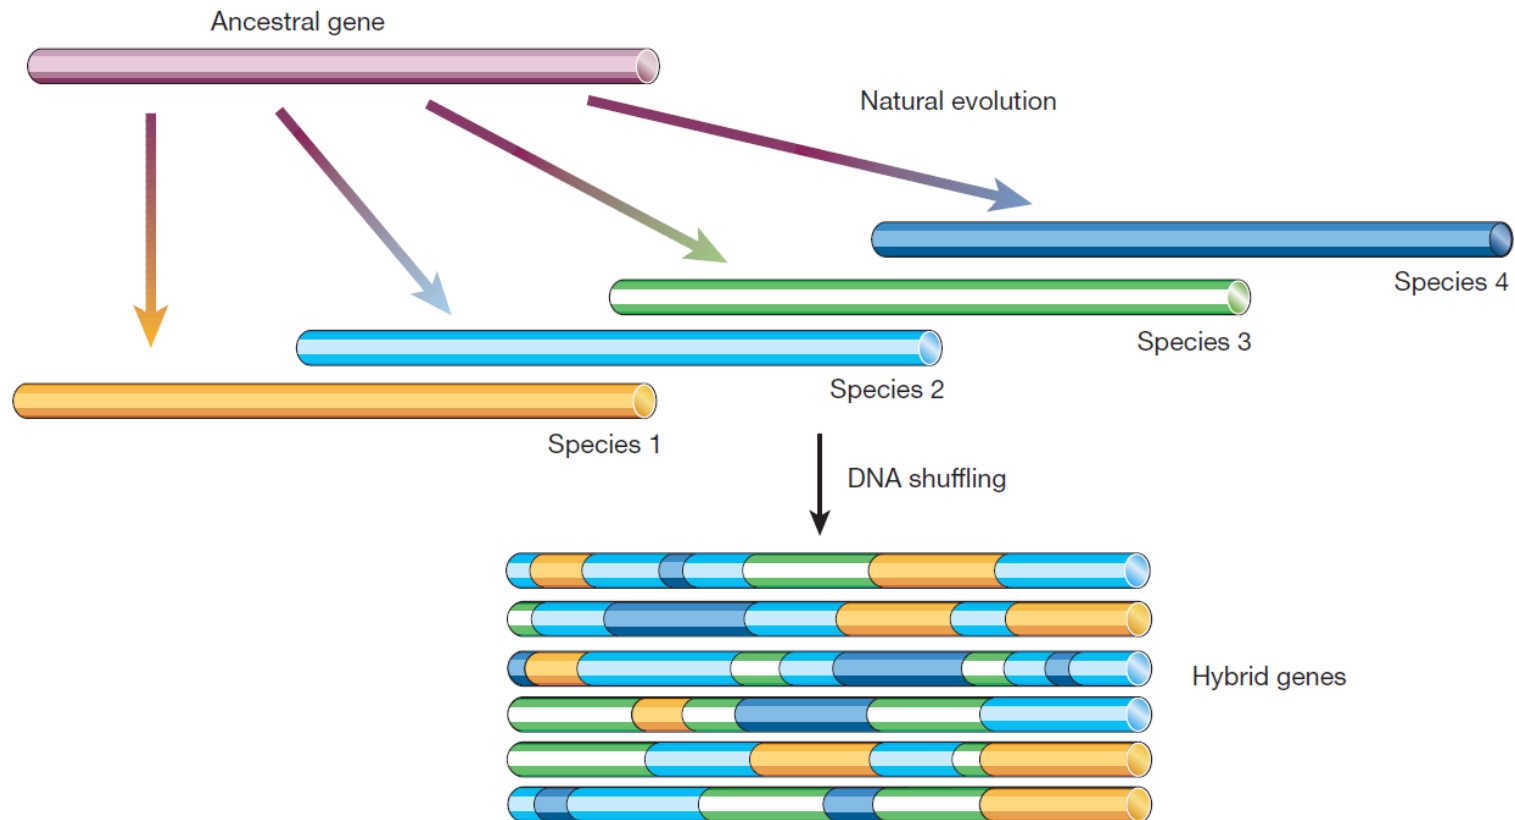 Ancestral gene
Natural evolution
Species 4
Species 3
Species 2
Species 1
DNA shuffling
Hybrid genes